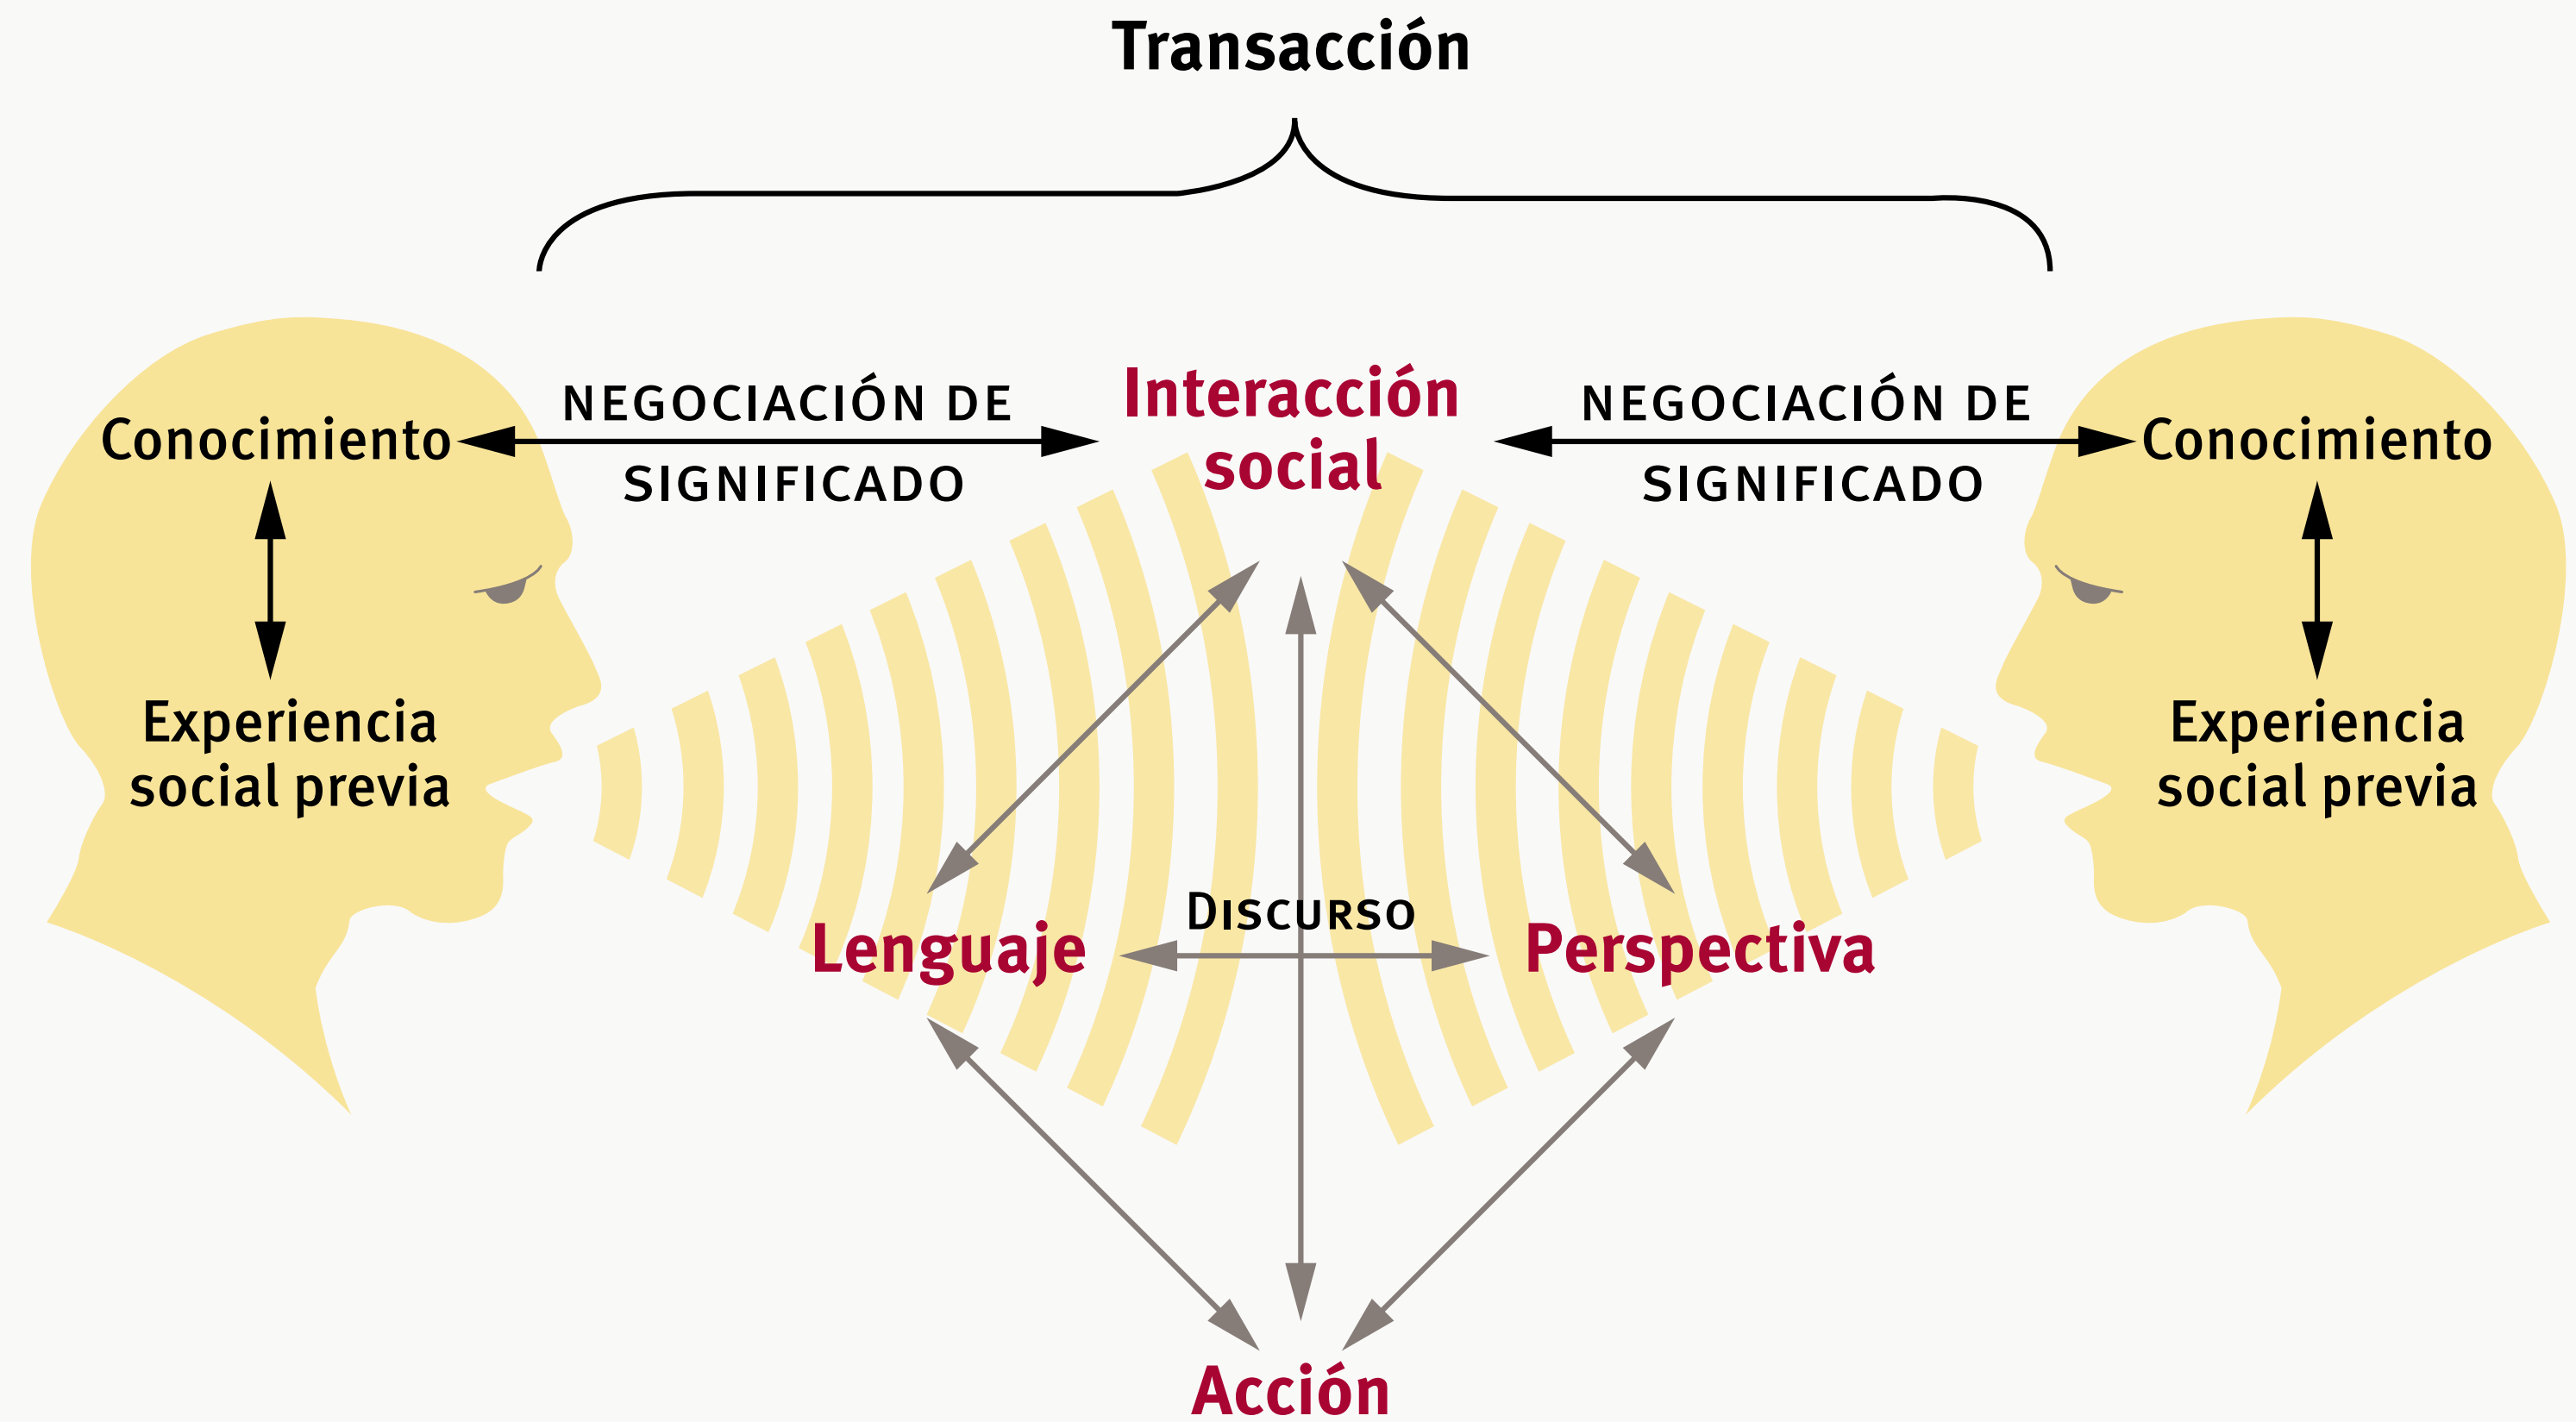 Transacción
NEGOCIACIÓN DE
SIGNIFICADO
Interacción
social
NEGOCIACIÓN DE
SIGNIFICADO
Conocimiento
Conocimiento
Experiencia
social previa
Experiencia
social previa
Discurso
Lenguaje
Perspectiva
Acción